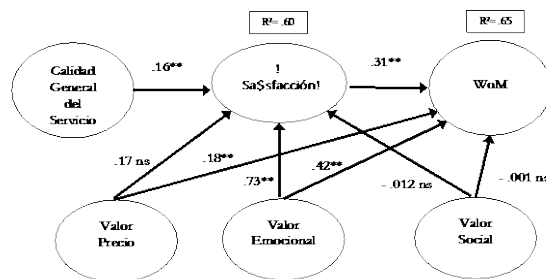 R²= .60
R²= .65
Calidad
General
del
Servicio
.16**
!
Sa$sfacción!
.31**
WoM
.17 ns
.18**
.73**
.42**
- .012 ns
- .001 ns
Valor
Precio
Valor
Emocional
Valor
Social